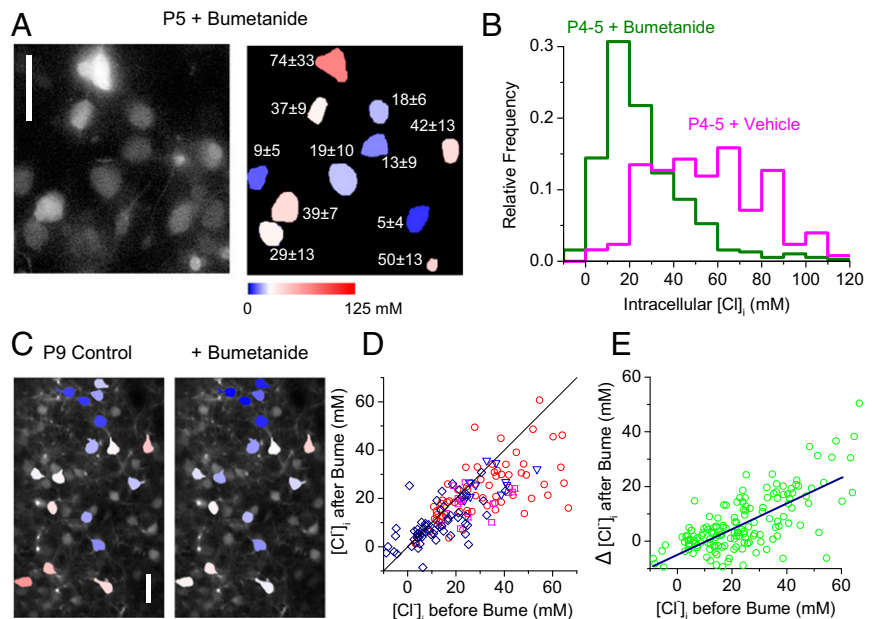 A
P5 + Bumetanide
74±33
37±9
18±6
42±13
9±5
19±10
13±9
39±7
5±4
29±13
50±13
0
125 mM
B
P4-5 + Bumetanide
P4-5 + Vehicle
Relative Frequency
0.3
0.2
0.1
0.0
0 20 40 60 80 100 120
Intracellular [Cl]i (mM)
C
P9 Control
+ Bumetanide
D
[Cl-]i after Bume (mM)
60
40
20
0
0 20 40 60
[Cl-]i before Bume (mM)
E
Δ [Cl-]i after Bume (mM)
60
40
20
0
0 20 40 60
[Cl-]i before Bume (mM)